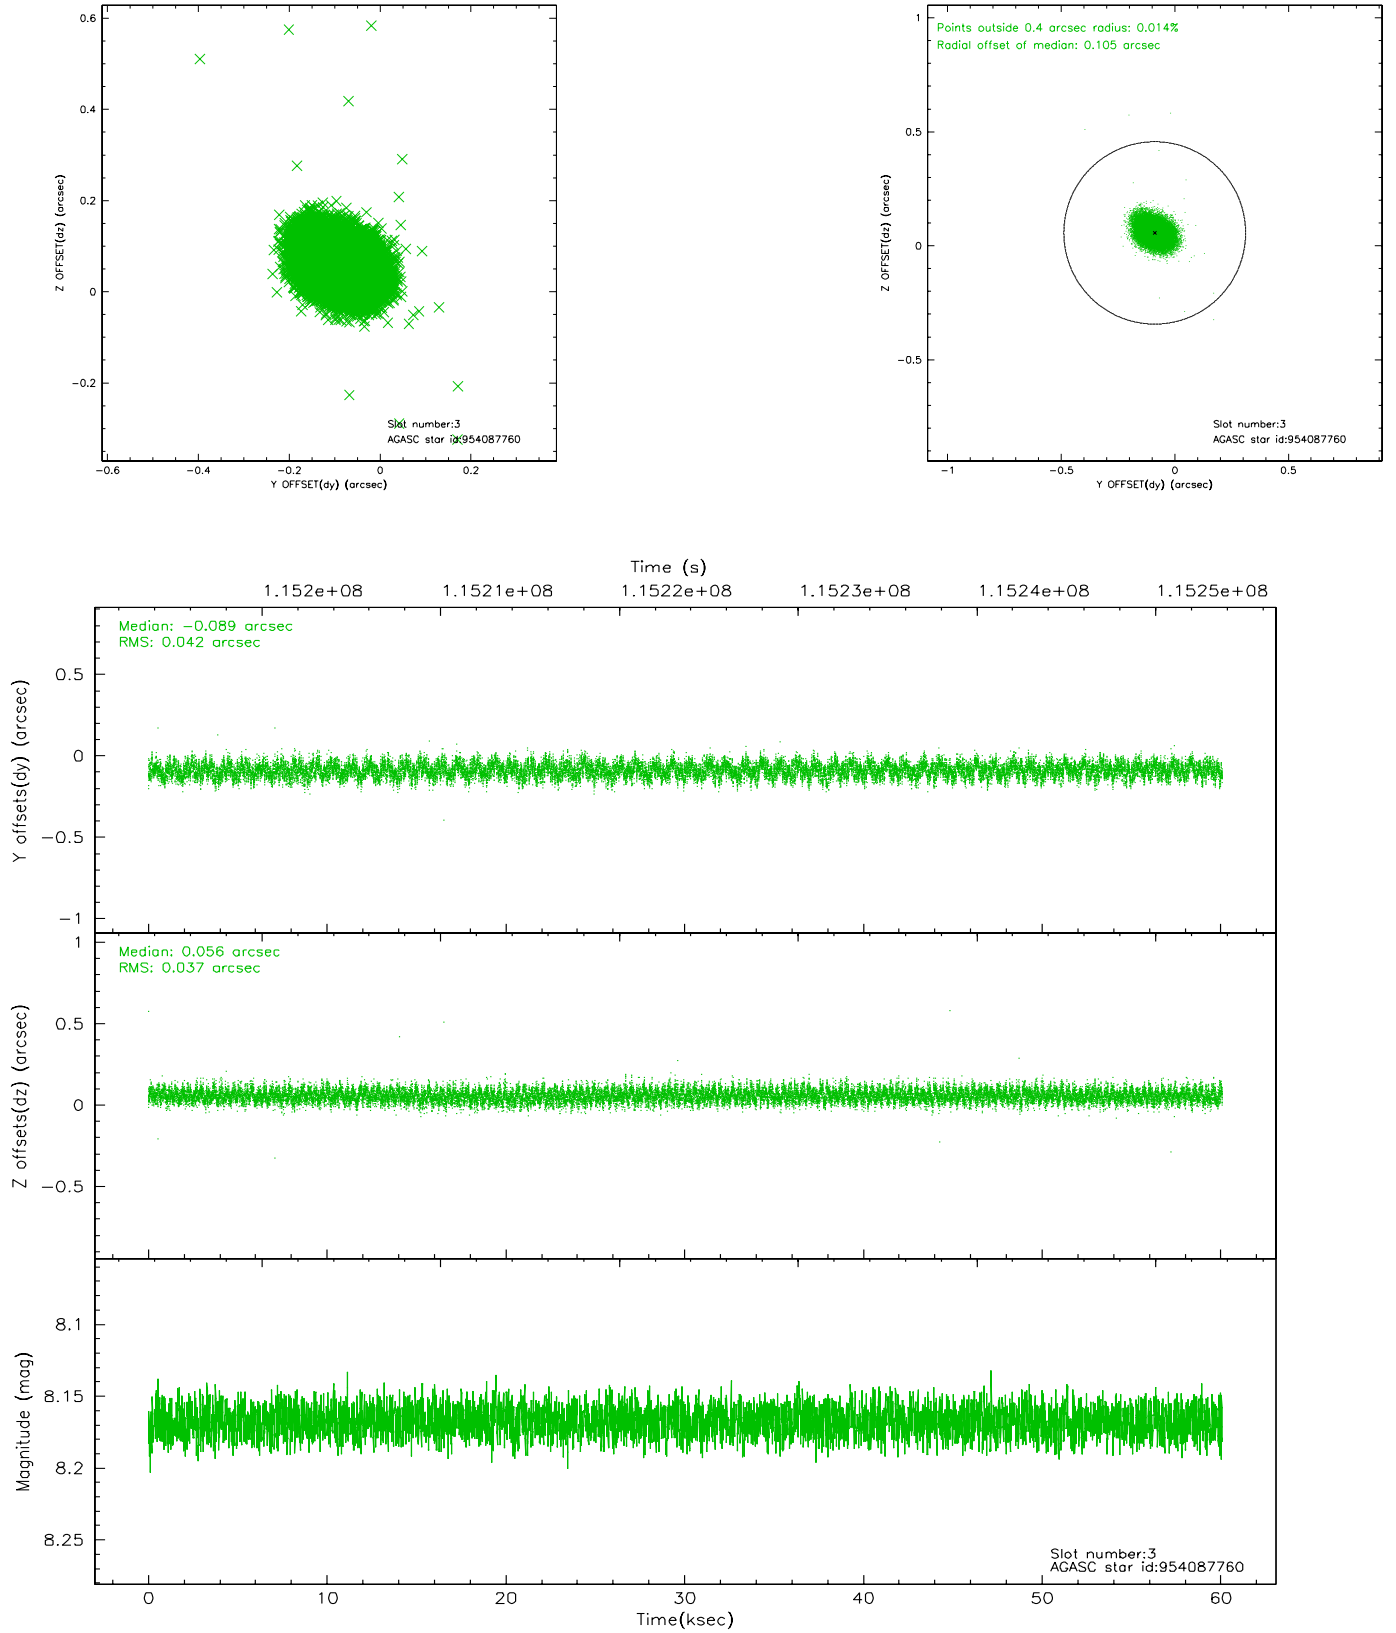 0.6
0.4
0.2
0
−0.2
Z OFFSET(dz) (arcsec)
Slot number:3
AGASC star id:954087760
−0.6 −0.4 −0.2 0 0.2
Y OFFSET(dy) (arcsec)
Points outside 0.4 arcsec radius: 0.014%
Radial offset of median: 0.105 arcsec
1
0.5
0
−0.5
Z OFFSET(dz) (arcsec)
Slot number:3
AGASC star id:954087760
−1 −0.5 0 0.5
Y OFFSET(dy) (arcsec)
Time (s)
1.152e+08 1.1521e+08 1.1522e+08 1.1523e+08 1.1524e+08 1.1525e+08
Median: −0.089 arcsec
RMS: 0.042 arcsec
0.5
0
−0.5
−1
Y offsets(dy) (arcsec)
Median: 0.056 arcsec
RMS: 0.037 arcsec
1
0.5
0
−0.5
Z offsets(dz) (arcsec)
8.1
8.15
8.2
8.25
Magnitude (mag)
Slot number:3
AGASC star id:954087760
0 10 20 30 40 50 60
Time(ksec)